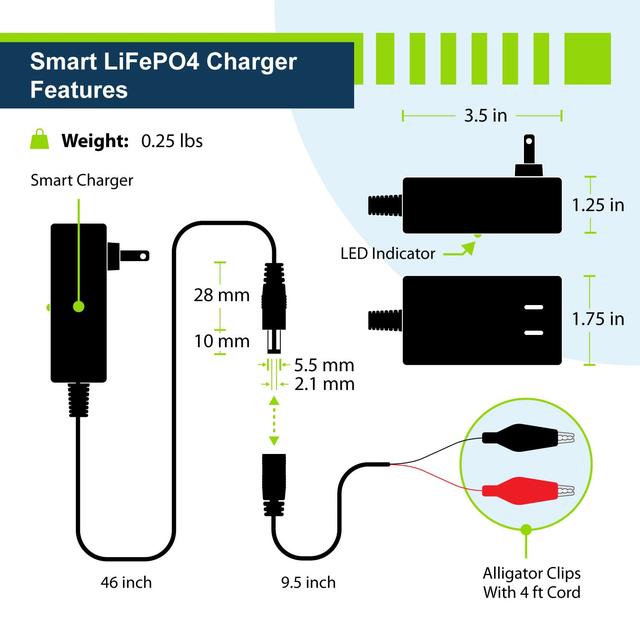 Smart LiFePO4 Charger
Features
Weight: 0.25 lbs
Smart Charger
3.5 in
1.25 in
LED Indicator
1.75 in
28 mm
10 mm
5.5 mm
2.1 mm
46 inch
9.5 inch
Alligator Clips
With 4 ft Cord